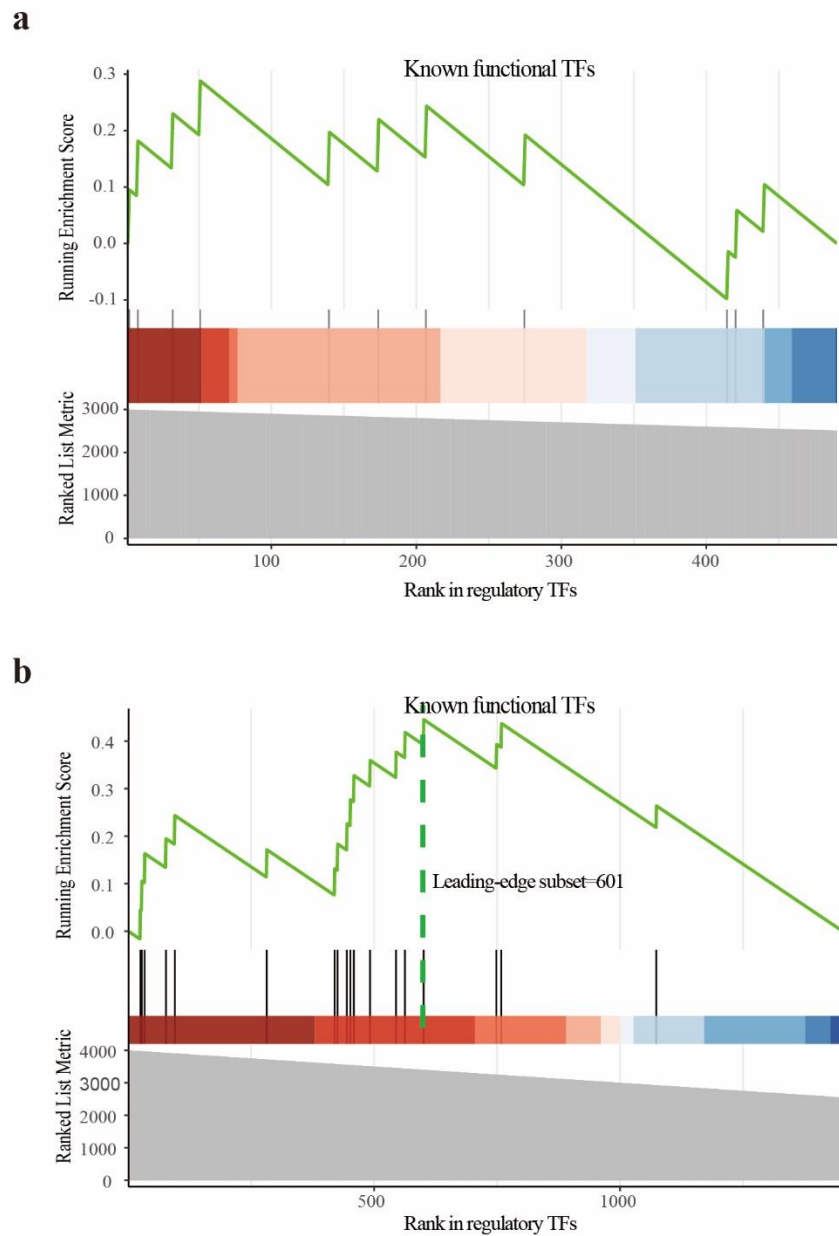 a
Known functional TFs
Running Enrichment Score
0.3
0.2
0.1
0.0
-0.1
Ranked List Metric
3000
2000
1000
0
100 200 300 400
Rank in regulatory TFs
b
Known functional TFs
Running Enrichment Score
0.4
0.3
0.2
0.1
0.0
Leading-edge subset=601
Ranked List Metric
4000
3000
2000
1000
0
500 1000
Rank in regulatory TFs